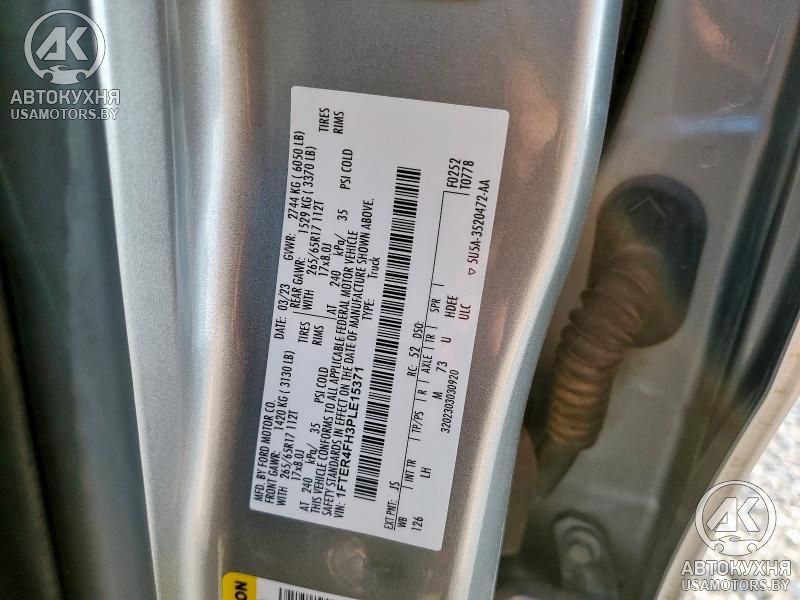 АВТОКУХНЯ
USAMOTORS.BY
MFD. BY FORD MOTOR CO.
DATE: 03/23 GVWR: 2744 KG (6050 LB)
FRONT GAWR: 1420 KG (3130 LB) REAR GAWR: 1529 KG (3370 LB)
WITH 265/65R17 112T TIRES WITH 265/65R17 112T TIRES
17x8.0J RIMS 17x8.0J RIMS
AT 240 kPa/ 35 PSI COLD AT 240 kPa/ 35 PSI COLD
THIS VEHICLE CONFORMS TO ALL APPLICABLE FEDERAL MOTOR VEHICLE
SAFETY STANDARDS IN EFFECT ON THE DATE OF MANUFACTURE SHOWN ABOVE.
VIN: 1FTER4FH3PLE15371
TYPE: Truck
F0252
T0778
EXT PNT: JS RC: 52 DSO:
WB INT TR TP/PS R AXLE TR SPR
126 LH M 73 U HDEE
ULC
320230303 0920
▽ 5U5A-3520472-AA
АВТОКУХНЯ
USAMOTORS.BY